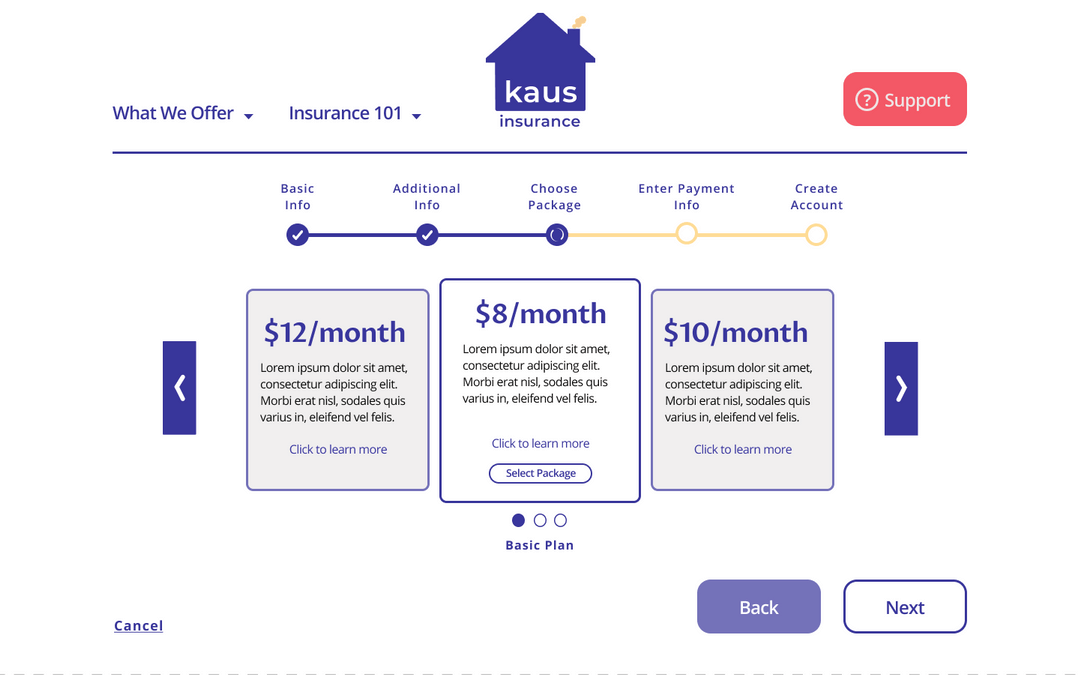 kaus
insurance
What We Offer
Insurance 101
? Support
Basic
Info
Additional
Info
Choose
Package
Enter Payment
Info
Create
Account
$12/month
Lorem ipsum dolor sit amet,
consectetur adipiscing elit.
Morbi erat nisl, sodales quis
varius in, eleifend vel felis.
Click to learn more
$8/month
Lorem ipsum dolor sit amet,
consectetur adipiscing elit.
Morbi erat nisl, sodales quis
varius in, eleifend vel felis.
Click to learn more
Select Package
$10/month
Lorem ipsum dolor sit amet,
consectetur adipiscing elit.
Morbi erat nisl, sodales quis
varius in, eleifend vel felis.
Click to learn more
Basic Plan
Back
Next
Cancel